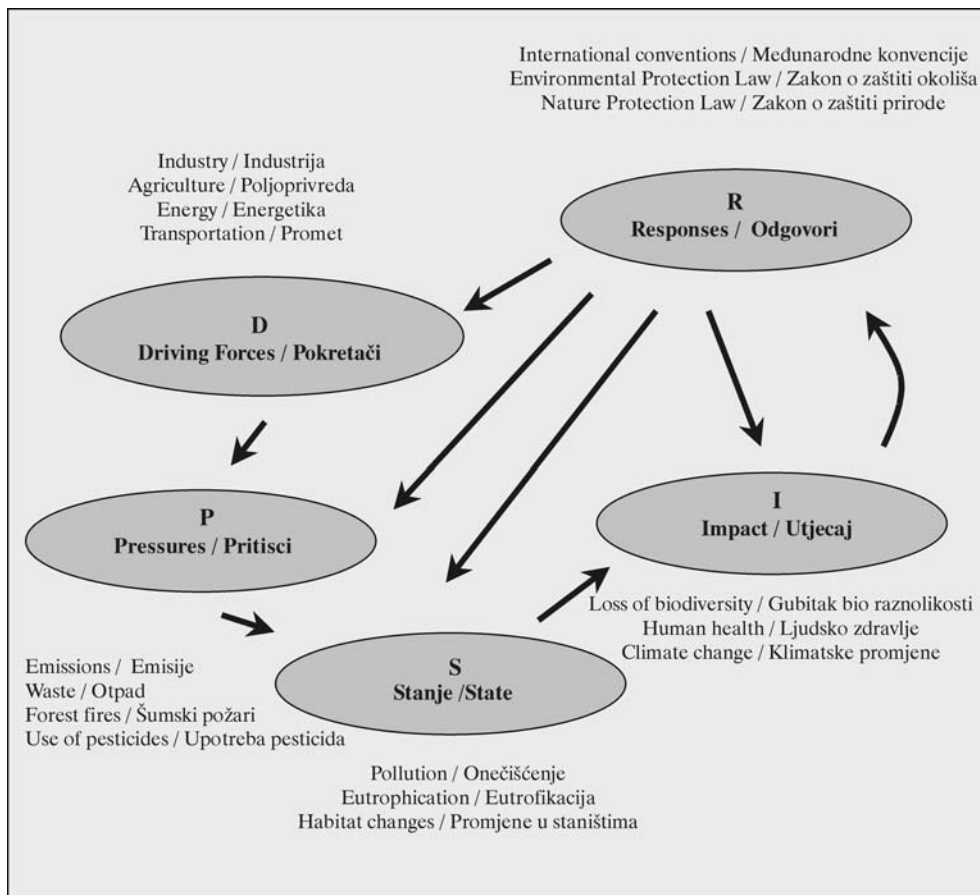 International conventions / Međunarodne konvencije
Environmental Protection Law / Zakon o zaštiti okoliša
Nature Protection Law / Zakon o zaštiti prirode
Industry / Industrija
Agriculture / Poljoprivreda
Energy / Energetika
Transportation / Promet
R
Responses / Odgovori
D
Driving Forces / Pokretači
P
Pressures / Pritisci
I
Impact / Utjecaj
Loss of biodiversity / Gubitak bio raznolikosti
Human health / Ljudsko zdravlje
Climate change / Klimatske promjene
Emissions / Emisije
Waste / Otpad
Forest fires / Šumski požari
Use of pesticides / Upotreba pesticida
S
Stanje /State
Pollution / Onečišćenje
Eutrophication / Eutrofikacija
Habitat changes / Promjene u staništima